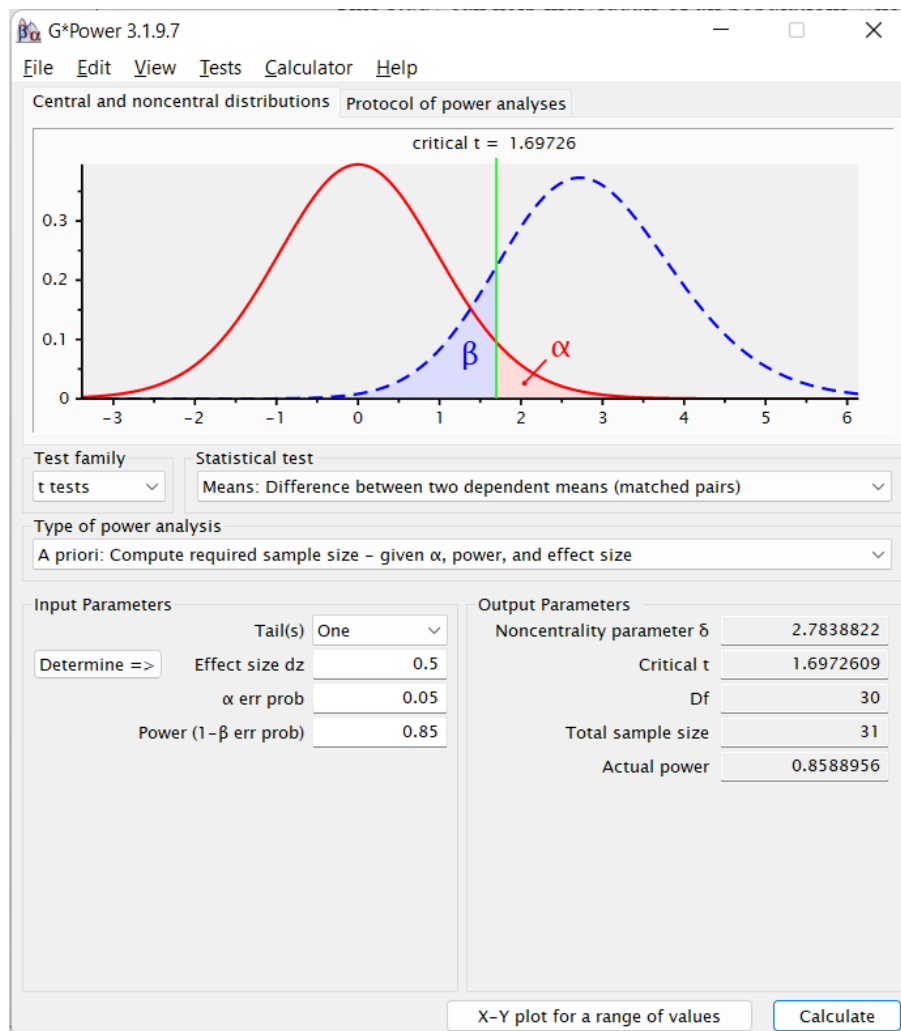 G*Power 3.1.9.7
File Edit View Tests Calculator Help
Central and noncentral distributions Protocol of power analyses
critical t = 1.69726
0.3
0.2
0.1
0
β
α
-3 -2 -1 0 1 2 3 4 5 6
Test family Statistical test
t tests Means: Difference between two dependent means (matched pairs)
Type of power analysis
A priori: Compute required sample size – given α, power, and effect size
Input Parameters Output Parameters
Tail(s) One Noncentrality parameter δ 2.7838822
Determine => Effect size dz 0.5 Critical t 1.6972609
α err prob 0.05 Df 30
Power (1-β err prob) 0.85 Total sample size 31
Actual power 0.8588956
X-Y plot for a range of values Calculate